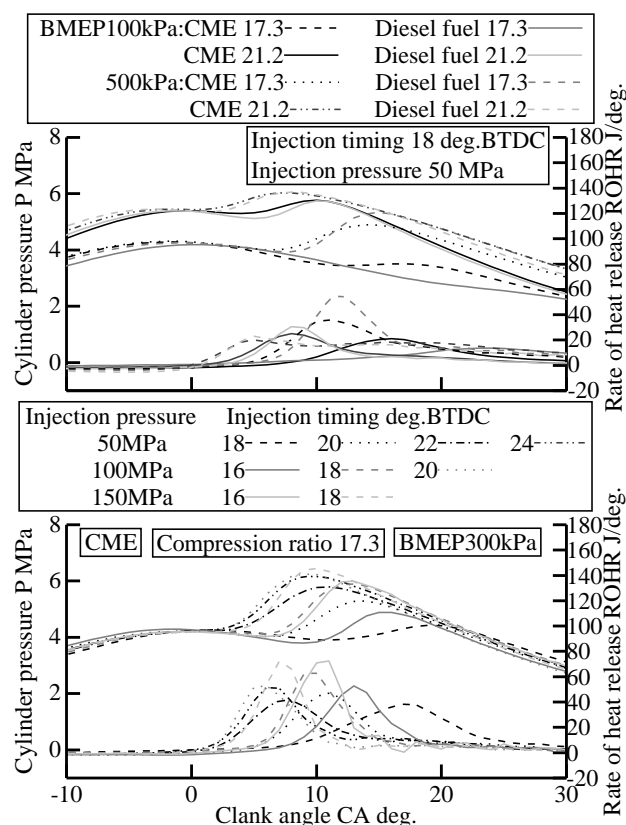 BMEP100kPa:CME 17.3 Diesel fuel 17.3
CME 21.2 Diesel fuel 21.2
500kPa:CME 17.3 Diesel fuel 17.3
CME 21.2 Diesel fuel 21.2
Injection timing 18 deg.BTDC
Injection pressure 50 MPa
Cylinder pressure P MPa
8
6
4
2
0
Rate of heat release ROHR J/deg.
180
160
140
120
100
80
60
40
20
0
-20
-10 0 10 20 30
Injection pressure Injection timing deg.BTDC
50MPa 18 20 22 24
100MPa 16 18 20
150MPa 16 18
CME Compression ratio 17.3 BMEP300kPa
Cylinder pressure P MPa
8
6
4
2
0
Rate of heat release ROHR J/deg.
180
160
140
120
100
80
60
40
20
0
-20
-10 0 10 20 30
Clank angle CA deg.